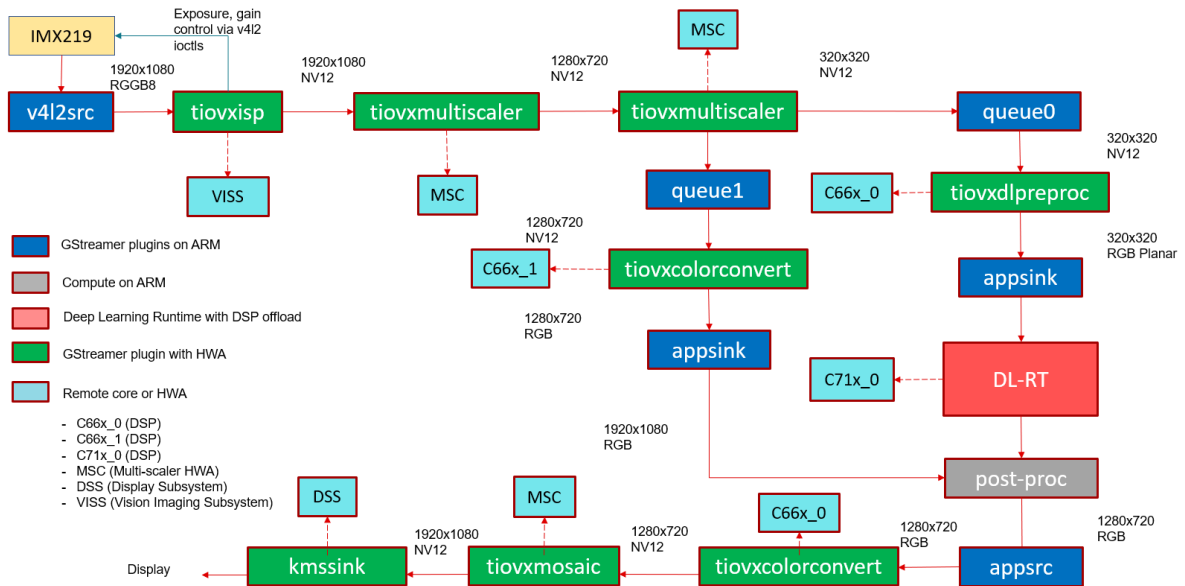 Exposure, gain
control via v4l2
ioctls
IMX219
MSC
1920x1080
RGGB8
1920x1080
NV12
1280x720
NV12
320x320
NV12
v4l2src
tiovxisp
tiovxmultiscaler
tiovxmultiscaler
queue0
320x320
NV12
VISS
MSC
queue1
C66x_0
tiovxdlpreproc
1280x720
NV12
320x320
RGB Planar
GStreamer plugins on ARM
C66x_1
tiovxcolorconvert
appsink
Compute on ARM
1280x720
RGB
Deep Learning Runtime with DSP offload
appsink
GStreamer plugin with HWA
C71x_0
DL-RT
Remote core or HWA
- C66x_0 (DSP)
- C66x_1 (DSP)
- C71x_0 (DSP)
- MSC (Multi-scaler HWA)
- DSS (Display Subsystem)
- VISS (Vision Imaging Subsystem)
1920x1080
RGB
post-proc
DSS
MSC
C66x_0
1920x1080
NV12
1280x720
NV12
1280x720
RGB
1280x720
RGB
Display
kmssink
tiovxmosaic
tiovxcolorconvert
appsrc